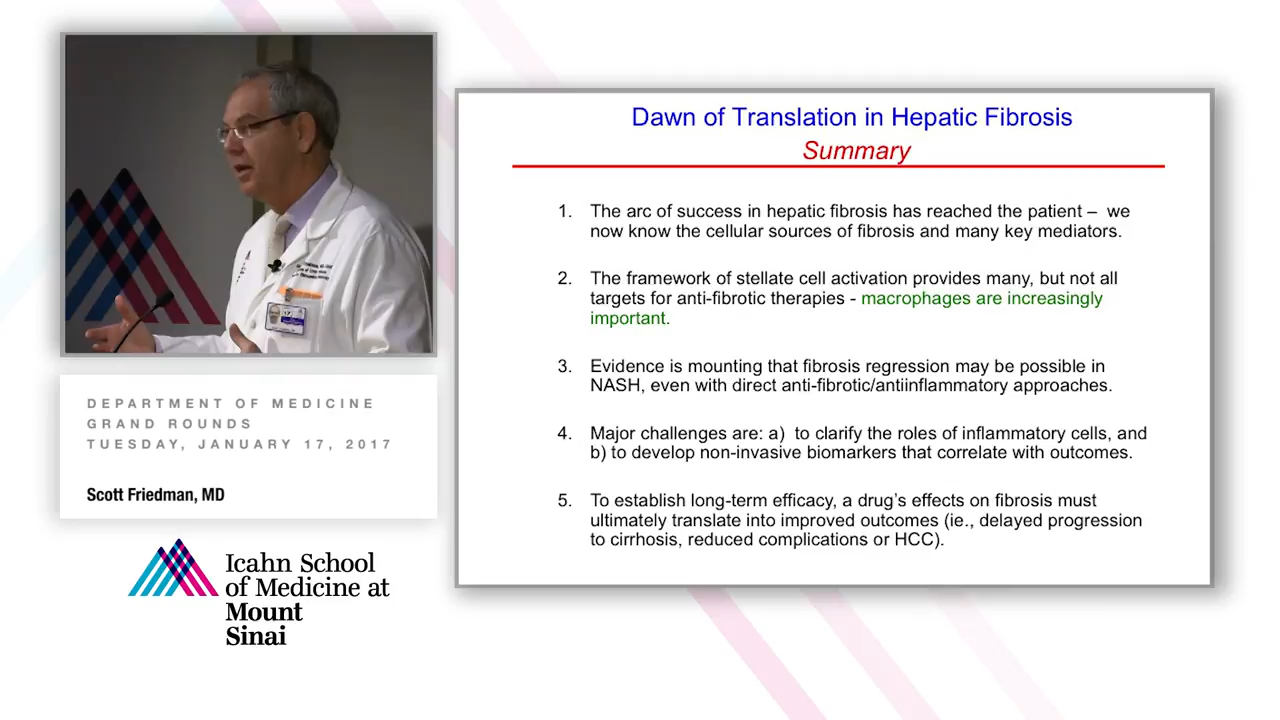 Dawn of Translation in Hepatic Fibrosis
Summary
1. The arc of success in hepatic fibrosis has reached the patient – we
now know the cellular sources of fibrosis and many key mediators.
2. The framework of stellate cell activation provides many, but not all
targets for anti-fibrotic therapies - macrophages are increasingly
important.
3. Evidence is mounting that fibrosis regression may be possible in
NASH, even with direct anti-fibrotic/antiinflammatory approaches.
4. Major challenges are: a) to clarify the roles of inflammatory cells, and
b) to develop non-invasive biomarkers that correlate with outcomes.
5. To establish long-term efficacy, a drug's effects on fibrosis must
ultimately translate into improved outcomes (ie., delayed progression
to cirrhosis, reduced complications or HCC).
DEPARTMENT OF MEDICINE
GRAND ROUNDS
TUESDAY, JANUARY 17, 2017
Scott Friedman, MD
Icahn School
of Medicine at
Mount
Sinai